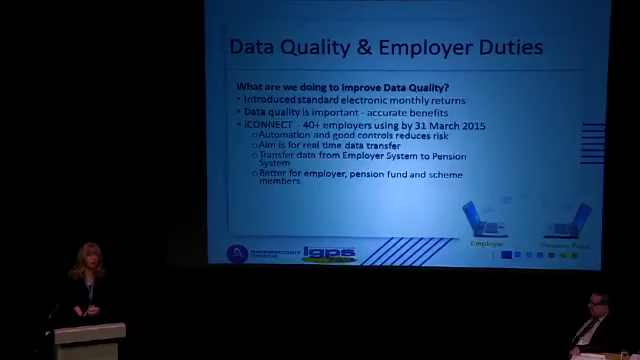 Data Quality & Employer Duties
What are we doing to improve Data Quality?
• Introduced standard electronic monthly returns
• Data quality is important - accurate benefits
• iCONNECT - 40+ employers using by 31 March 2015
o Automation and good controls reduces risk
o Aim is for real time data transfer
o Transfer data from Employer System to Pension
System
o Better for employer, pension fund and scheme
members
Employer
Pension Fund
lgps